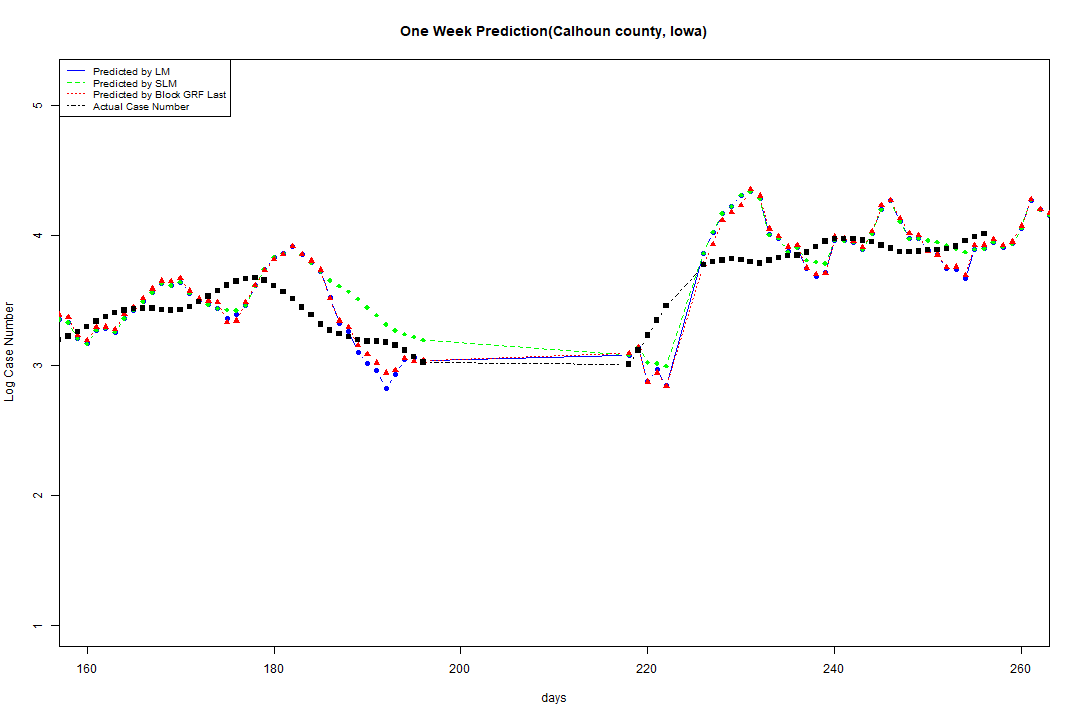 One Week Prediction(Calhoun county, Iowa)
Predicted by LM
Predicted by SLM
Predicted by Block GRF Last
Actual Case Number
Log Case Number
5
4
3
2
1
160 180 200 220 240 260
days